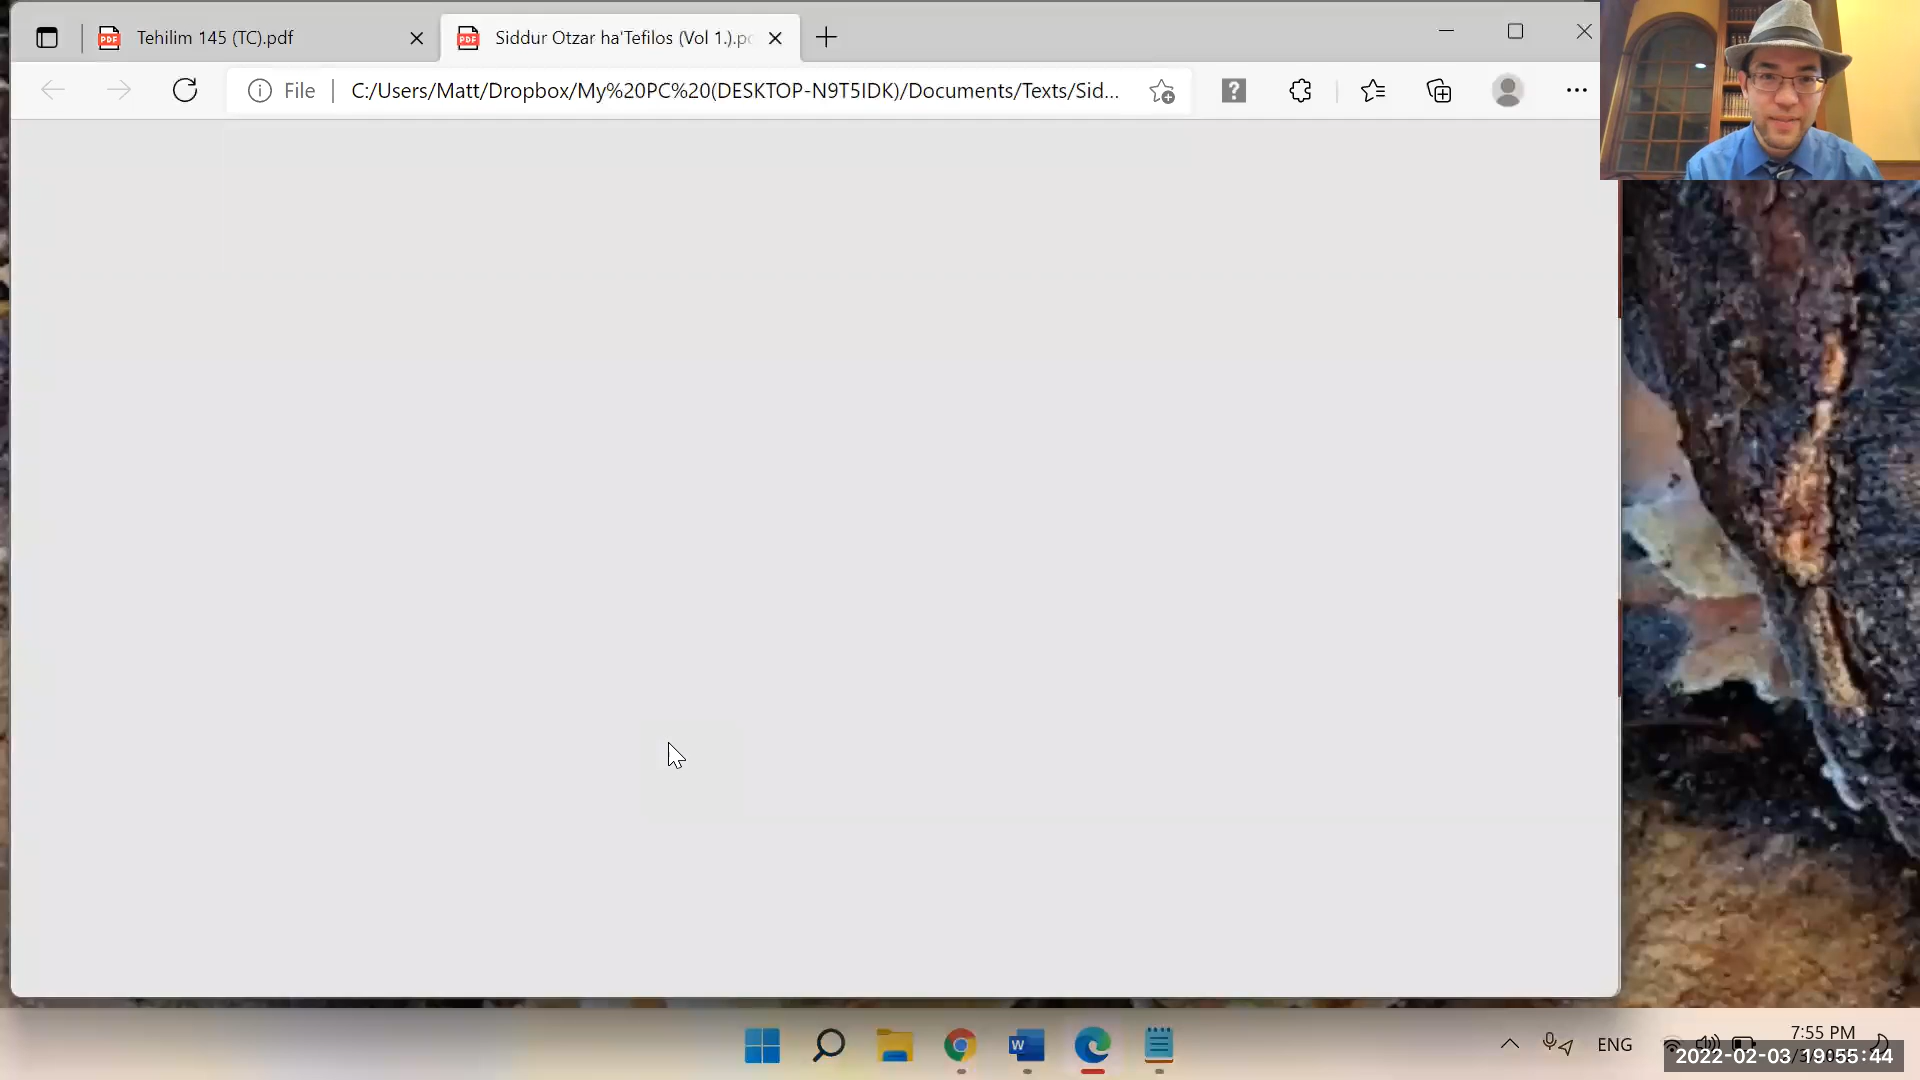 Tehilim 145 (TC).pdf
Siddur Otzar ha'Tefilos (Vol 1.).pc
File
C:/Users/Matt/Dropbox/My%20PC%20(DESKTOP-N9T5IDK)/Documents/Texts/Sid...
ENG
7:55 PM
2022-02-03 19:55:44